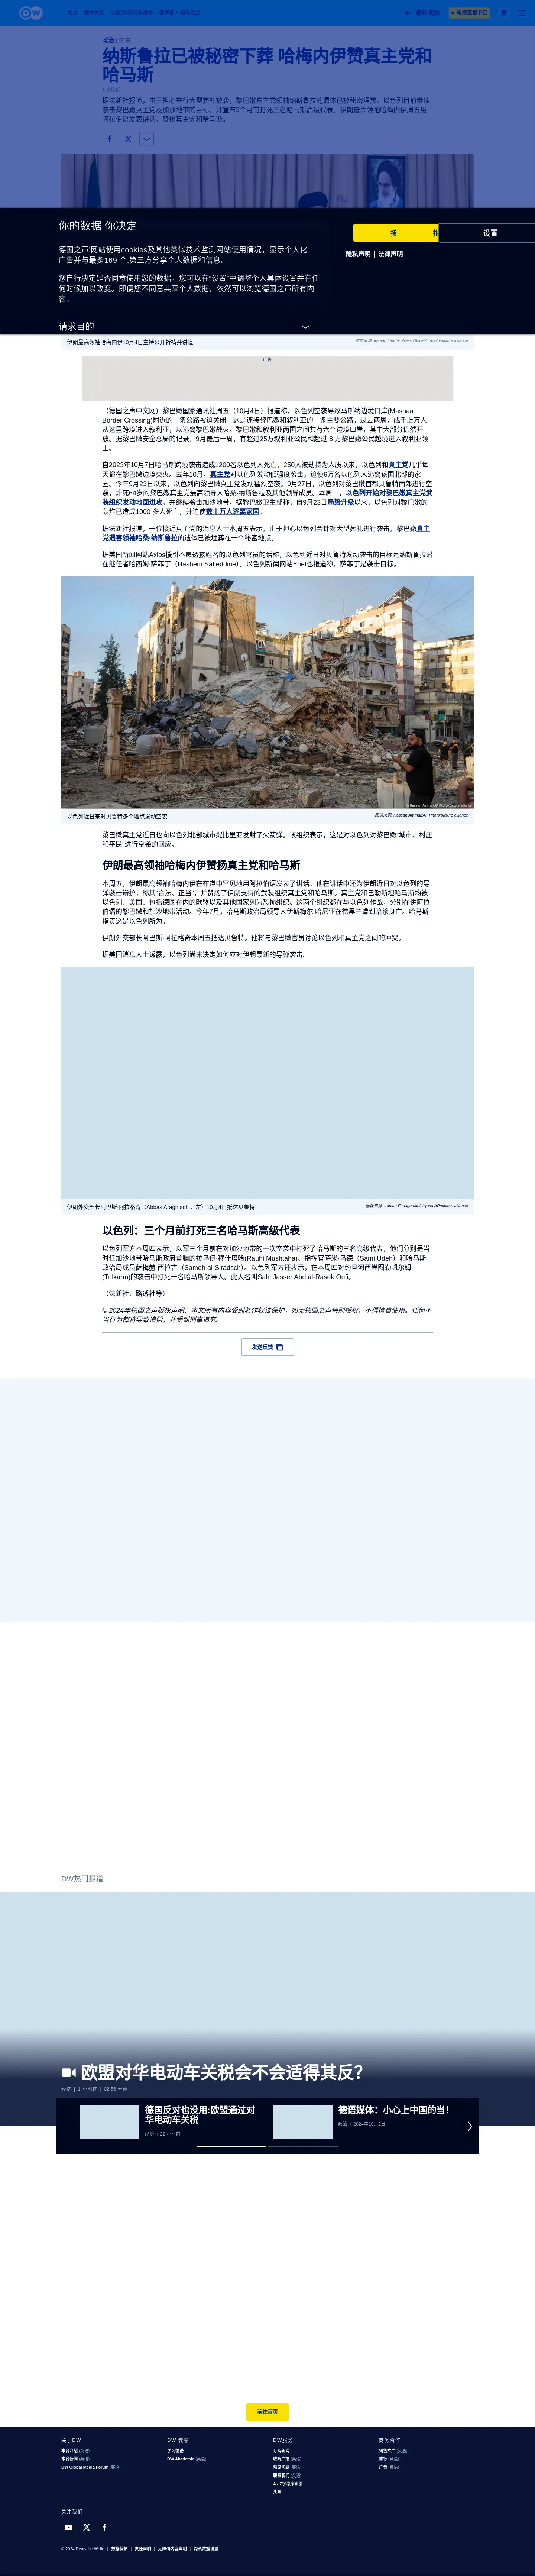 DW
焦点
德中关系
以色列-哈马斯战争
俄罗斯入侵乌克兰
最新视频
电视直播节目
政治 | 中东
纳斯鲁拉已被秘密下葬 哈梅内伊赞真主党和
哈马斯
1 小时前
据法新社报道，由于担心举行大型葬礼被袭，黎巴嫩真主党领袖纳斯鲁拉的遗体已被秘密埋葬。以色列目前继续
袭击黎巴嫩真主党及加沙地带的目标，并宣布3个月前打死三名哈马斯高级代表。伊朗最高领袖哈梅内伊周五用
阿拉伯语发表讲话，赞扬真主党和哈马斯。
你的数据 你决定
德国之声'网站使用cookies及其他类似技术监测网站使用情况，显示个人化
广告并与最多169 个;第三方分享个人数据和信息。
您自行决定是否同意使用您的数据。您可以在“设置”中调整个人具体设置并在任
何时候加以改变。即使您不同意共享个人数据，依然可以浏览德国之声所有内
容。
请求目的
设置
隐私声明 | 法律声明
伊朗最高领袖哈梅内伊10月4日主持公开祈祷并讲道
图像来源: Iranian Leader Press Office/Anadolu/picture alliance
广告
（德国之声中文网）黎巴嫩国家通讯社周五（10月4日）报道称，以色列空袭导致马斯纳边境口岸(Masnaa
Border Crossing)附近的一条公路被迫关闭。这是连接黎巴嫩和叙利亚的一条主要公路。过去两周，成千上万人
从这里跨境进入叙利亚，以逃离黎巴嫩战火。黎巴嫩和叙利亚两国之间共有六个边境口岸，其中大部分仍然开
放。据黎巴嫩安全总局的记录，9月最后一周，有超过25万叙利亚公民和超过 8 万黎巴嫩公民越境进入叙利亚领
土。
自2023年10月7日哈马斯跨境袭击造成1200名以色列人死亡、250人被劫持为人质以来，以色列和真主党几乎每
天都在黎巴嫩边境交火。去年10月。真主党对以色列发动低强度袭击，迫使6万名以色列人逃离该国北部的家
园。今年9月23日以来，以色列向黎巴嫩真主党发动猛烈空袭。9月27日，以色列对黎巴嫩首都贝鲁特南郊进行空
袭，炸死64岁的黎巴嫩真主党最高领导人哈桑·纳斯鲁拉及其他领导层成员。本周二，以色列开始对黎巴嫩真主党武
装组织发动地面进攻，并继续袭击加沙地带。据黎巴嫩卫生部称，自9月23日局势升级以来，以色列对黎巴嫩的
轰炸已造成1000 多人死亡，并迫使数十万人逃离家园。
据法新社报道，一位接近真主党的消息人士本周五表示，由于担心以色列会针对大型葬礼进行袭击，黎巴嫩真主
党遇害领袖哈桑·纳斯鲁拉的遗体已被埋葬在一个秘密地点。
据美国新闻网站Axios援引不愿透露姓名的以色列官员的话称，以色列近日对贝鲁特发动袭击的目标是纳斯鲁拉潜
在继任者哈西姆·萨菲丁（Hashem Safieddine）。以色列新闻网站Ynet也报道称，萨菲丁是袭击目标。
以色列近日来对贝鲁特多个地点发动空袭
图像来源: Hassan Ammar/AP Photo/picture alliance
黎巴嫩真主党近日也向以色列北部城市提比里亚发射了火箭弹。该组织表示，这是对以色列对黎巴嫩“城市、村庄
和平民”进行空袭的回应。
伊朗最高领袖哈梅内伊赞扬真主党和哈马斯
本周五，伊朗最高领袖哈梅内伊在布道中罕见地用阿拉伯语发表了讲话。他在讲话中还为伊朗近日对以色列的导
弹袭击辩护，称其“合法、正当”，并赞扬了伊朗支持的武装组织真主党和哈马斯。真主党和巴勒斯坦哈马斯均被
以色列、美国、包括德国在内的欧盟以及其他国家列为恐怖组织。这两个组织都在与以色列作战，分别在讲阿拉
伯语的黎巴嫩和加沙地带活动。今年7月，哈马斯政治局领导人伊斯梅尔·哈尼亚在德黑兰遭到暗杀身亡。哈马斯
指责这是以色列所为。
伊朗外交部长阿巴斯·阿拉格奇本周五抵达贝鲁特，他将与黎巴嫩官员讨论以色列和真主党之间的冲突。
据美国消息人士透露，以色列尚未决定如何应对伊朗最新的导弹袭击。
伊朗外交部长阿巴斯·阿拉格奇（Abbas Araghtschi，左）10月4日抵达贝鲁特
图像来源: Iranian Foreign Ministry via AP/picture alliance
以色列：三个月前打死三名哈马斯高级代表
以色列军方本周四表示，以军三个月前在对加沙地带的一次空袭中打死了哈马斯的三名高级代表，他们分别是当
时任加沙地带哈马斯政府首脑的拉乌伊·穆什塔哈(Rauhi Mushtaha)、指挥官萨米·乌德（Sami Udeh）和哈马斯
政治局成员萨梅赫·西拉吉（Sameh al-Siradsch）。以色列军方还表示，在本周四对约旦河西岸图勒凯尔姆
(Tulkarm)的袭击中打死一名哈马斯领导人。此人名叫Sahi Jasser Abd al-Rasek Oufi。
（法新社、路透社等）
© 2024年德国之声版权声明：本文所有内容受到著作权法保护，如无德国之声特别授权，不得擅自使用。任何不
当行为都将导致追偿，并受到刑事追究。
发送反馈
DW热门报道
欧盟对华电动车关税会不会适得其反？
经济 | 1 小时前 | 02:58 分钟
德国反对也没用:欧盟通过对
华电动车关税
经济 | 22 小时前
德语媒体：小心上中国的当！
政治 | 2024年10月2日
前往首页
关于DW
本台介绍 (英语)
本台新闻 (英语)
DW Global Media Forum (英语)
DW 教学
学习德语
DW Akademie (英语)
DW服务
订阅新闻
收听广播 (英语)
常见问题 (英语)
联系我们 (英语)
A - Z字母序索引
头条
商务合作
销售推广 (英语)
旅行 (英语)
广告 (英语)
关注我们
© 2024 Deutsche Welle | 数据保护 | 责任声明 | 无障碍内容声明 | 隐私数据设置